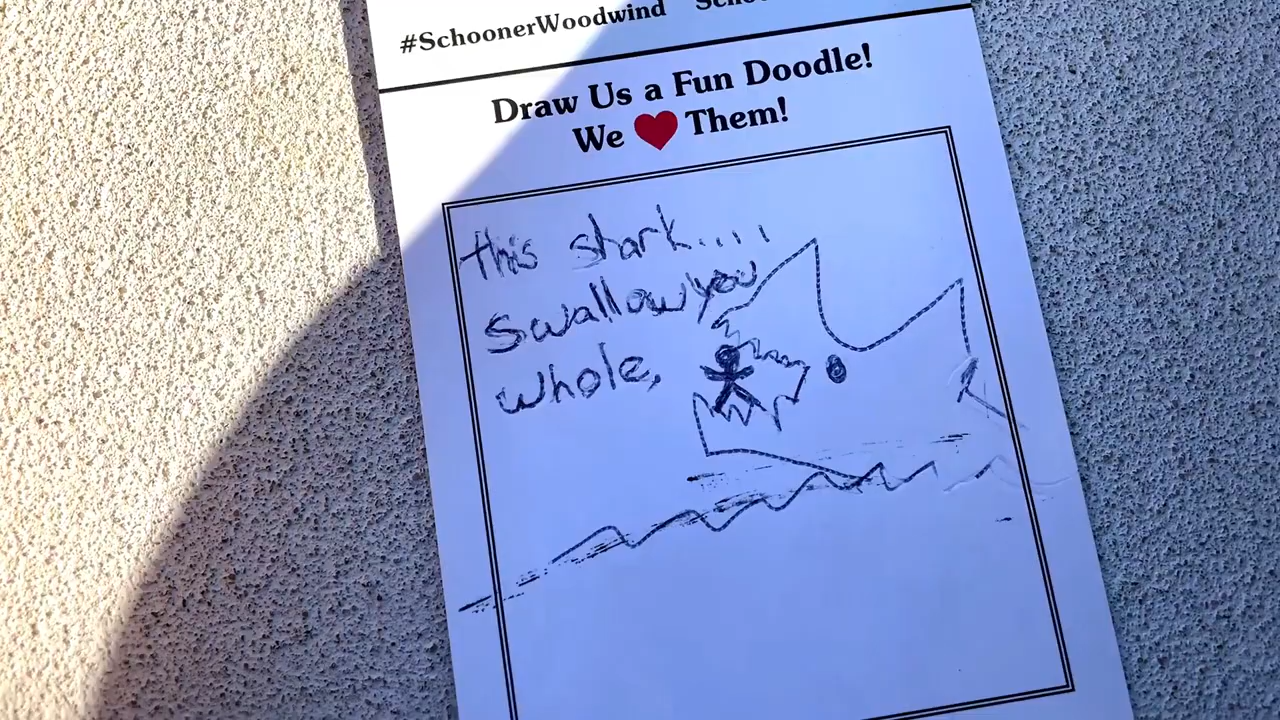 #SchoonerWoodwind
Draw Us a Fun Doodle!
We ❤ Them!
this shark....
swallow you
whole,